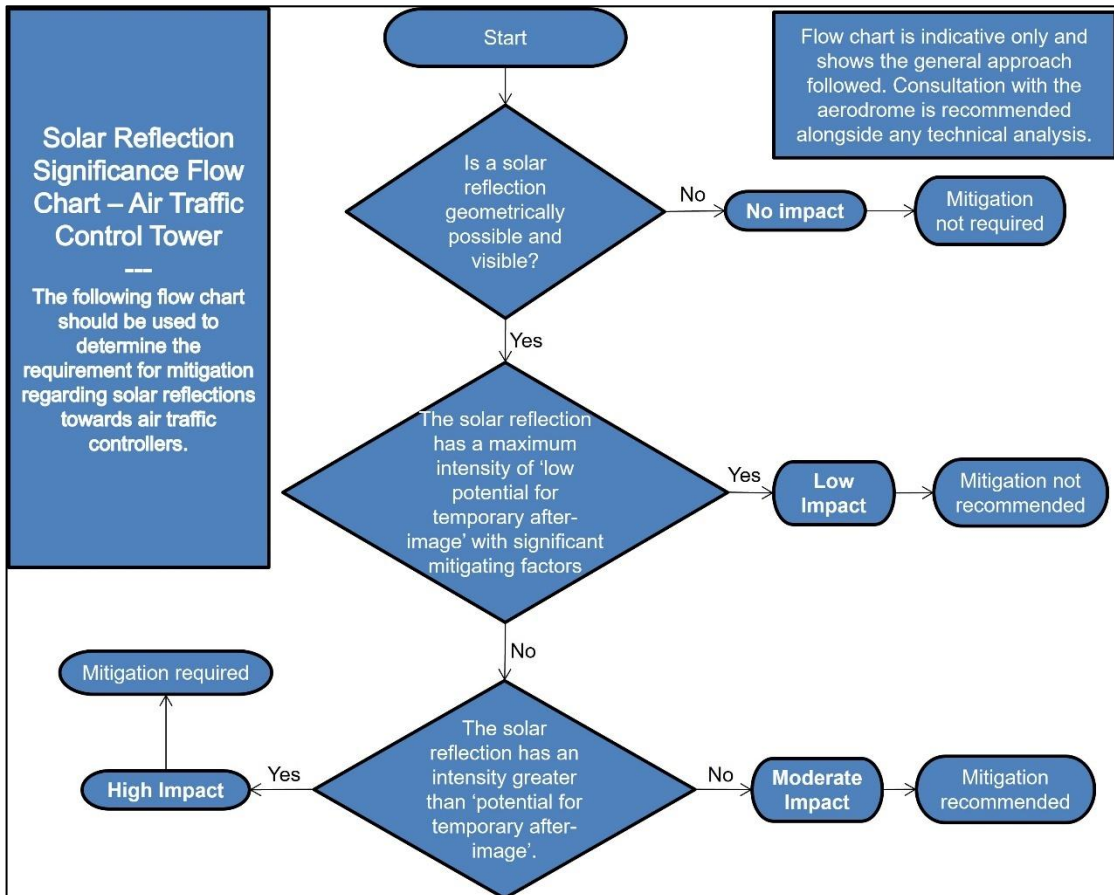 Solar Reflection
Significance Flow
Chart – Air Traffic
Control Tower
---
The following flow chart
should be used to
determine the
requirement for mitigation
regarding solar reflections
towards air traffic
controllers.
Start
Flow chart is indicative only and
shows the general approach
followed. Consultation with the
aerodrome is recommended
alongside any technical analysis.
Is a solar
reflection
geometrically
possible and
visible?
No
No impact
Mitigation
not required
Yes
The solar reflection
has a maximum
intensity of ‘low
potential for
temporary after-
image’ with significant
mitigating factors
Yes
Low
Impact
Mitigation not
recommended
No
The solar
reflection has an
intensity greater
than ‘potential for
temporary after-
image’.
Yes
High Impact
Mitigation required
No
Moderate
Impact
Mitigation
recommended